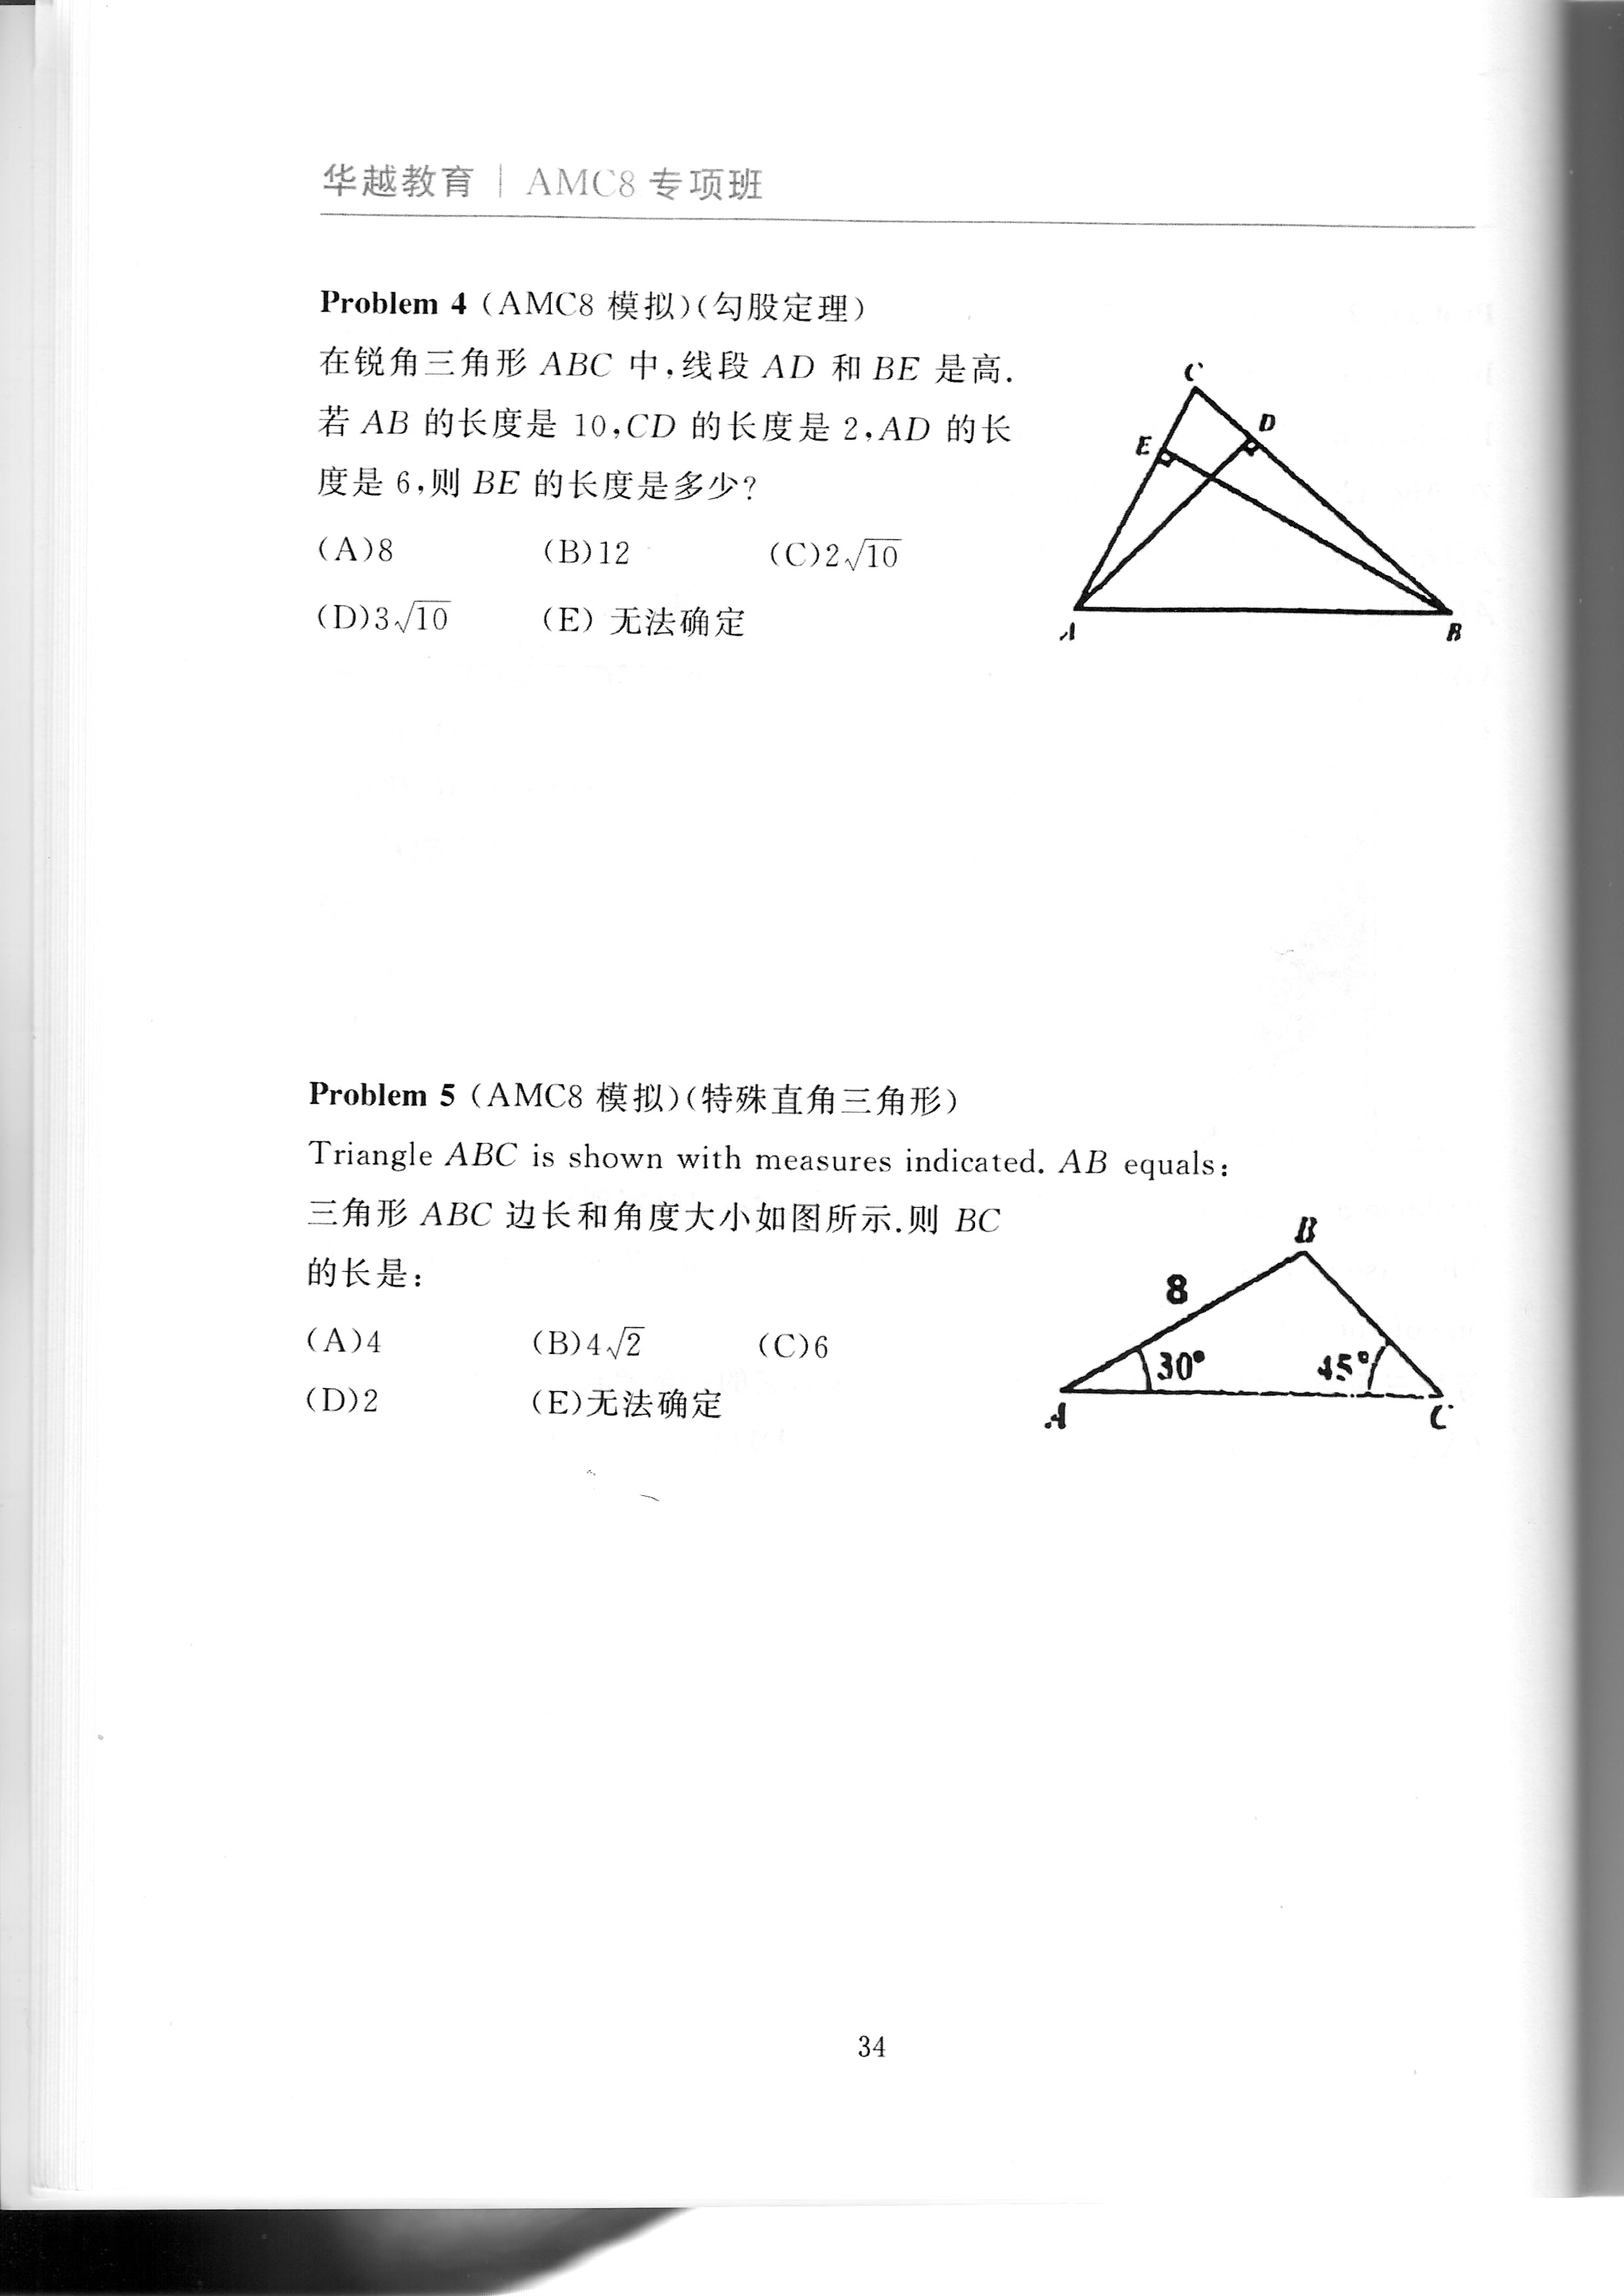 华越教育 | AMC8 专项班
Problem 4 (AMC8 模拟)(勾股定理)
在锐角三角形 ABC 中,线段 AD 和 BE 是高.
若 AB 的长度是 10,CD 的长度是 2,AD 的长
度是 6,则 BE 的长度是多少?
(A)8 (B)12 (C)2√10
(D)3√10 (E) 无法确定
C
D
E
A B
Problem 5 (AMC8 模拟)(特殊直角三角形)
Triangle ABC is shown with measures indicated. AB equals:
三角形 ABC 边长和角度大小如图所示.则 BC
的长是:
(A)4 (B)4√2 (C)6
(D)2 (E)无法确定
B
8
30° 45°
A C
34